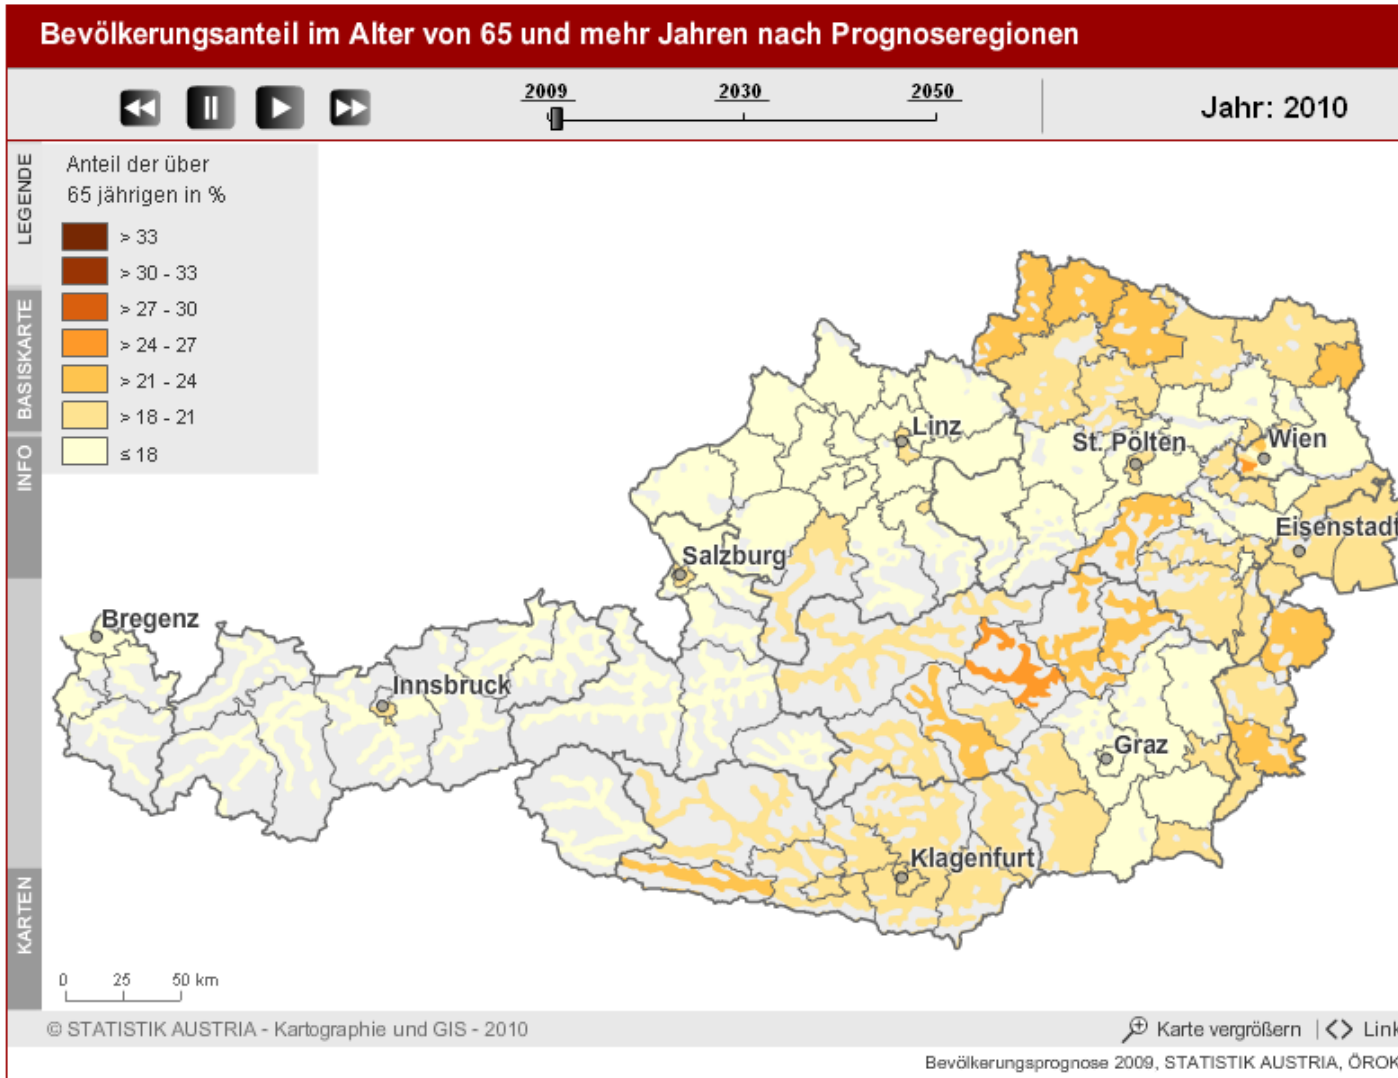 Bevölkerungsanteil im Alter von 65 und mehr Jahren nach Prognoseregionen
2009 2030 2050
Jahr: 2010
LEGENDE
Anteil der über
65 jährigen in %
> 33
> 30 - 33
> 27 - 30
> 24 - 27
> 21 - 24
> 18 - 21
≤ 18
BASISKARTE
INFO
KARTEN
Linz
St. Pölten
Wien
Eisenstadt
Salzburg
Bregenz
Innsbruck
Graz
Klagenfurt
0 25 50 km
© STATISTIK AUSTRIA - Kartographie und GIS - 2010
Karte vergrößern | <> Link
Bevölkerungsprognose 2009, STATISTIK AUSTRIA, ÖROK